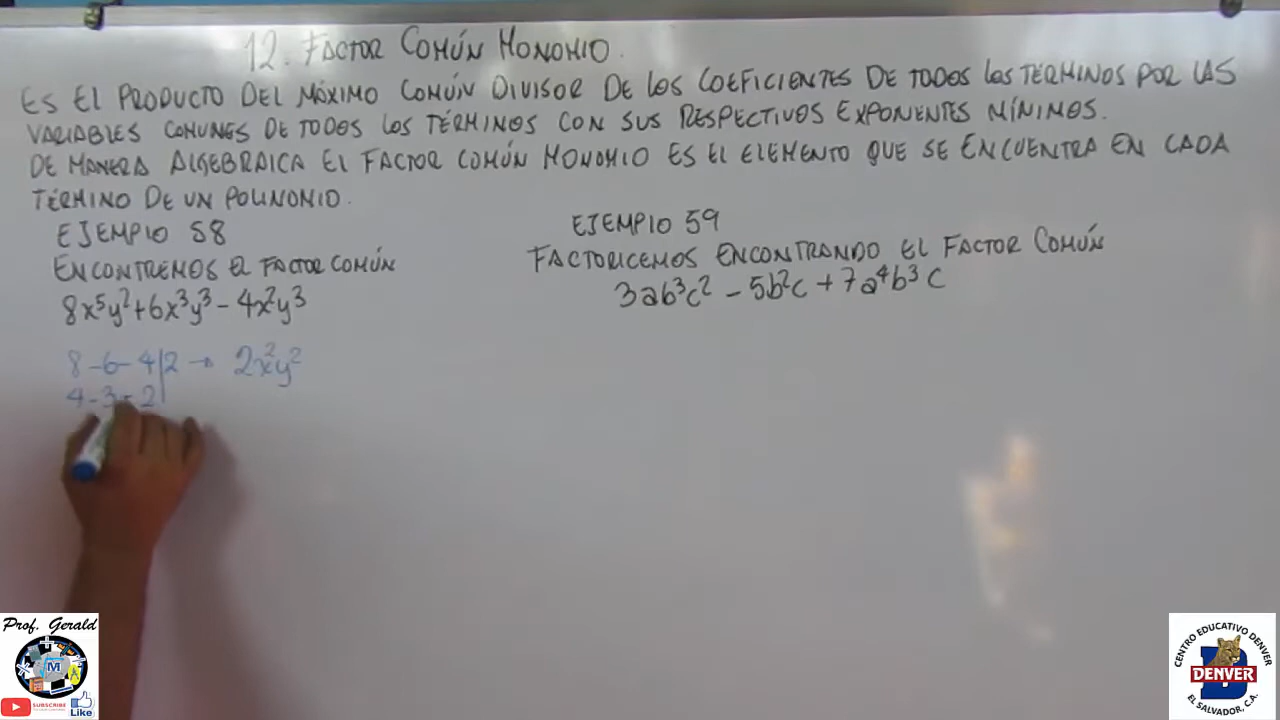 12. FACTOR COMÚN MONOMIO.
ES EL PRODUCTO DEL MÁXIMO COMÚN DIVISOR DE LOS COEFICIENTES DE TODOS LOS TÉRMINOS POR LAS
VARIABLES COMUNES DE TODOS LOS TÉRMINOS CON SUS RESPECTIVOS EXPONENTES MÍNIMOS.
DE MANERA ALGEBRAICA EL FACTOR COMÚN MONOMIO ES EL ELEMENTO QUE SE ENCUENTRA EN CADA
TÉRMINO DE UN POLINOMIO.
EJEMPLO 58
ENCONTREMOS EL FACTOR COMÚN
8x⁵y²+6x³y³-4x²y³
8-6-4|2 → 2x²y²
4-3-2|
EJEMPLO 59
FACTORICEMOS ENCONTRANDO EL FACTOR COMÚN
3ab³c² - 5b²c + 7a⁴b³c
Prof. Gerald
M
SUBSCRIBE
Like
CENTRO EDUCATIVO DENVER
DENVER
EL SALVADOR, C.A.